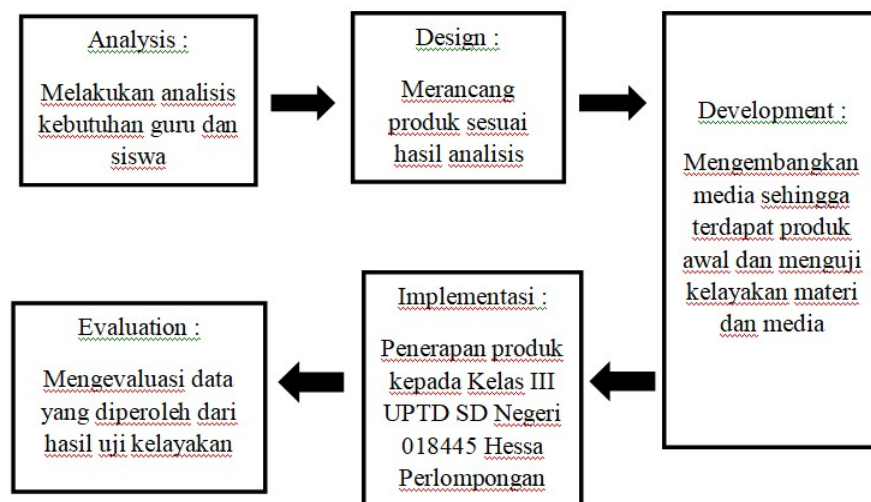 Analysis :
Melakukan analisis
kebutuhan guru dan
siswa
Design :
Merancang
produk sesuai
hasil analisis
Development :
Mengembangkan
media sehingga
terdapat produk
awal dan menguji
kelayakan materi
dan media
Implementasi :
Penerapan produk
kepada Kelas III
UPTD SD Negeri
018445 Hessa
Perlompongan
Evaluation :
Mengevaluasi data
yang diperoleh dari
hasil uji kelayakan